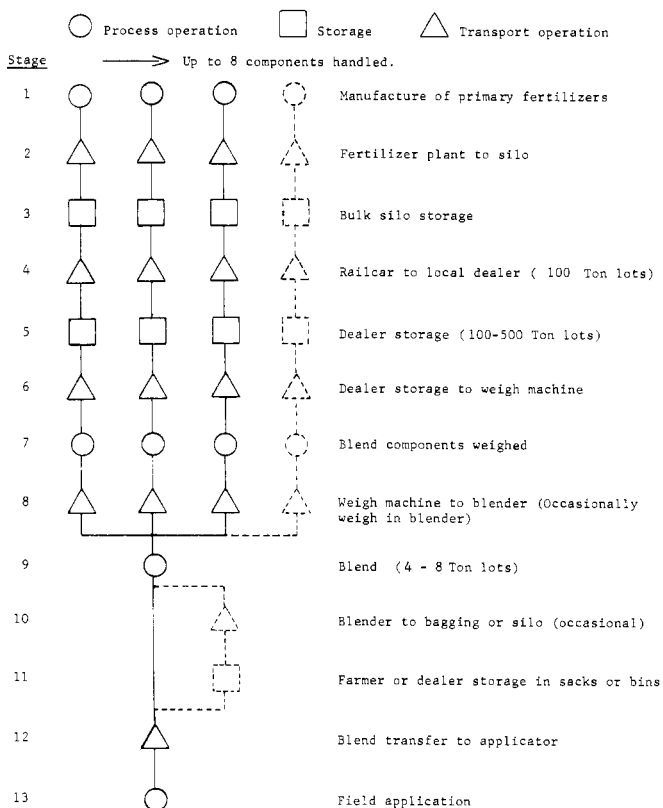 Process operation Storage Transport operation
Stage Up to 8 components handled.
1 Manufacture of primary fertilizers
2 Fertilizer plant to silo
3 Bulk silo storage
4 Railcar to local dealer ( 100 Ton lots)
5 Dealer storage (100-500 Ton lots)
6 Dealer storage to weigh machine
7 Blend components weighed
8 Weigh machine to blender (Occasionally
weigh in blender)
9 Blend (4 - 8 Ton lots)
10 Blender to bagging or silo (occasional)
11 Farmer or dealer storage in sacks or bins
12 Blend transfer to applicator
13 Field application